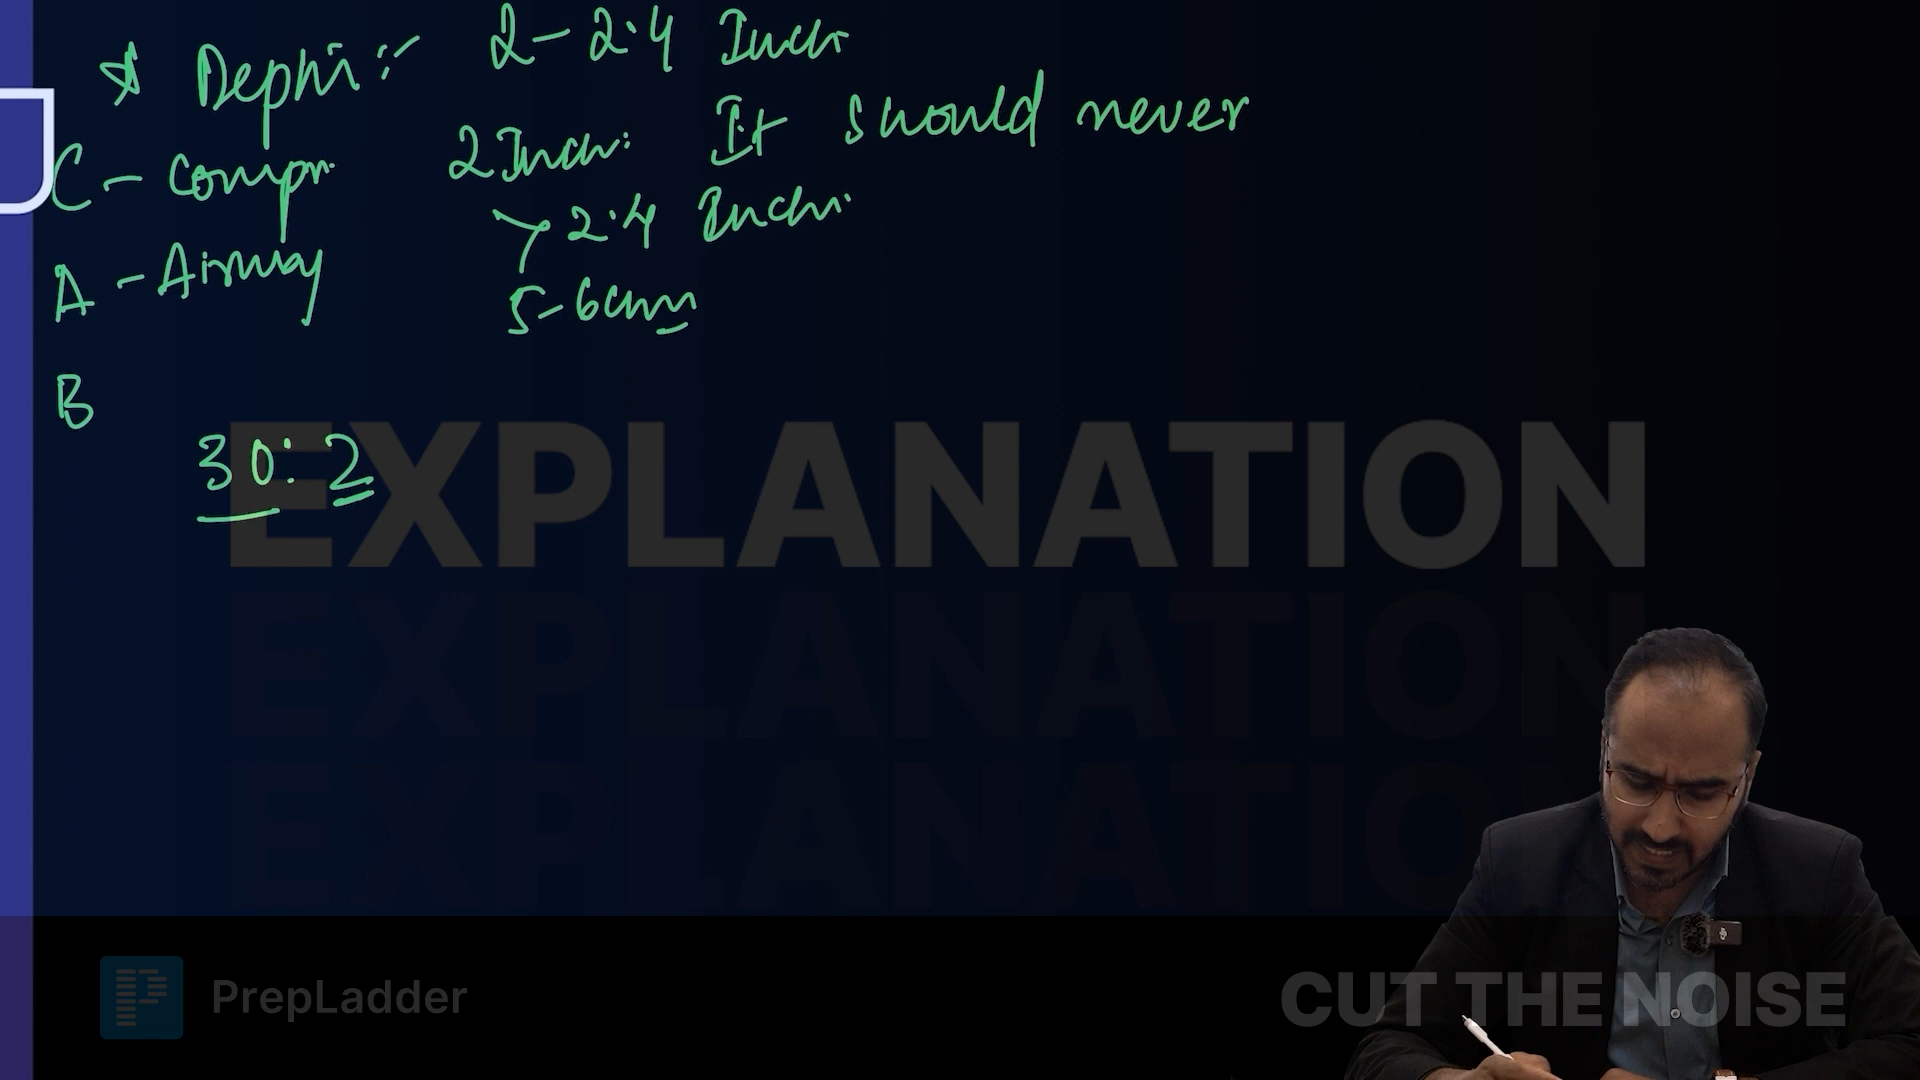 ☆ Depth :- 2 - 2.4 Inch
C - Compr. 2 Inch. It should never
> 2.4 Inch.
A - Airway 5-6cm
B
30:2
EXPLANATION
EXPLANATION
EXPLANATION
PrepLadder
CUT THE NOISE